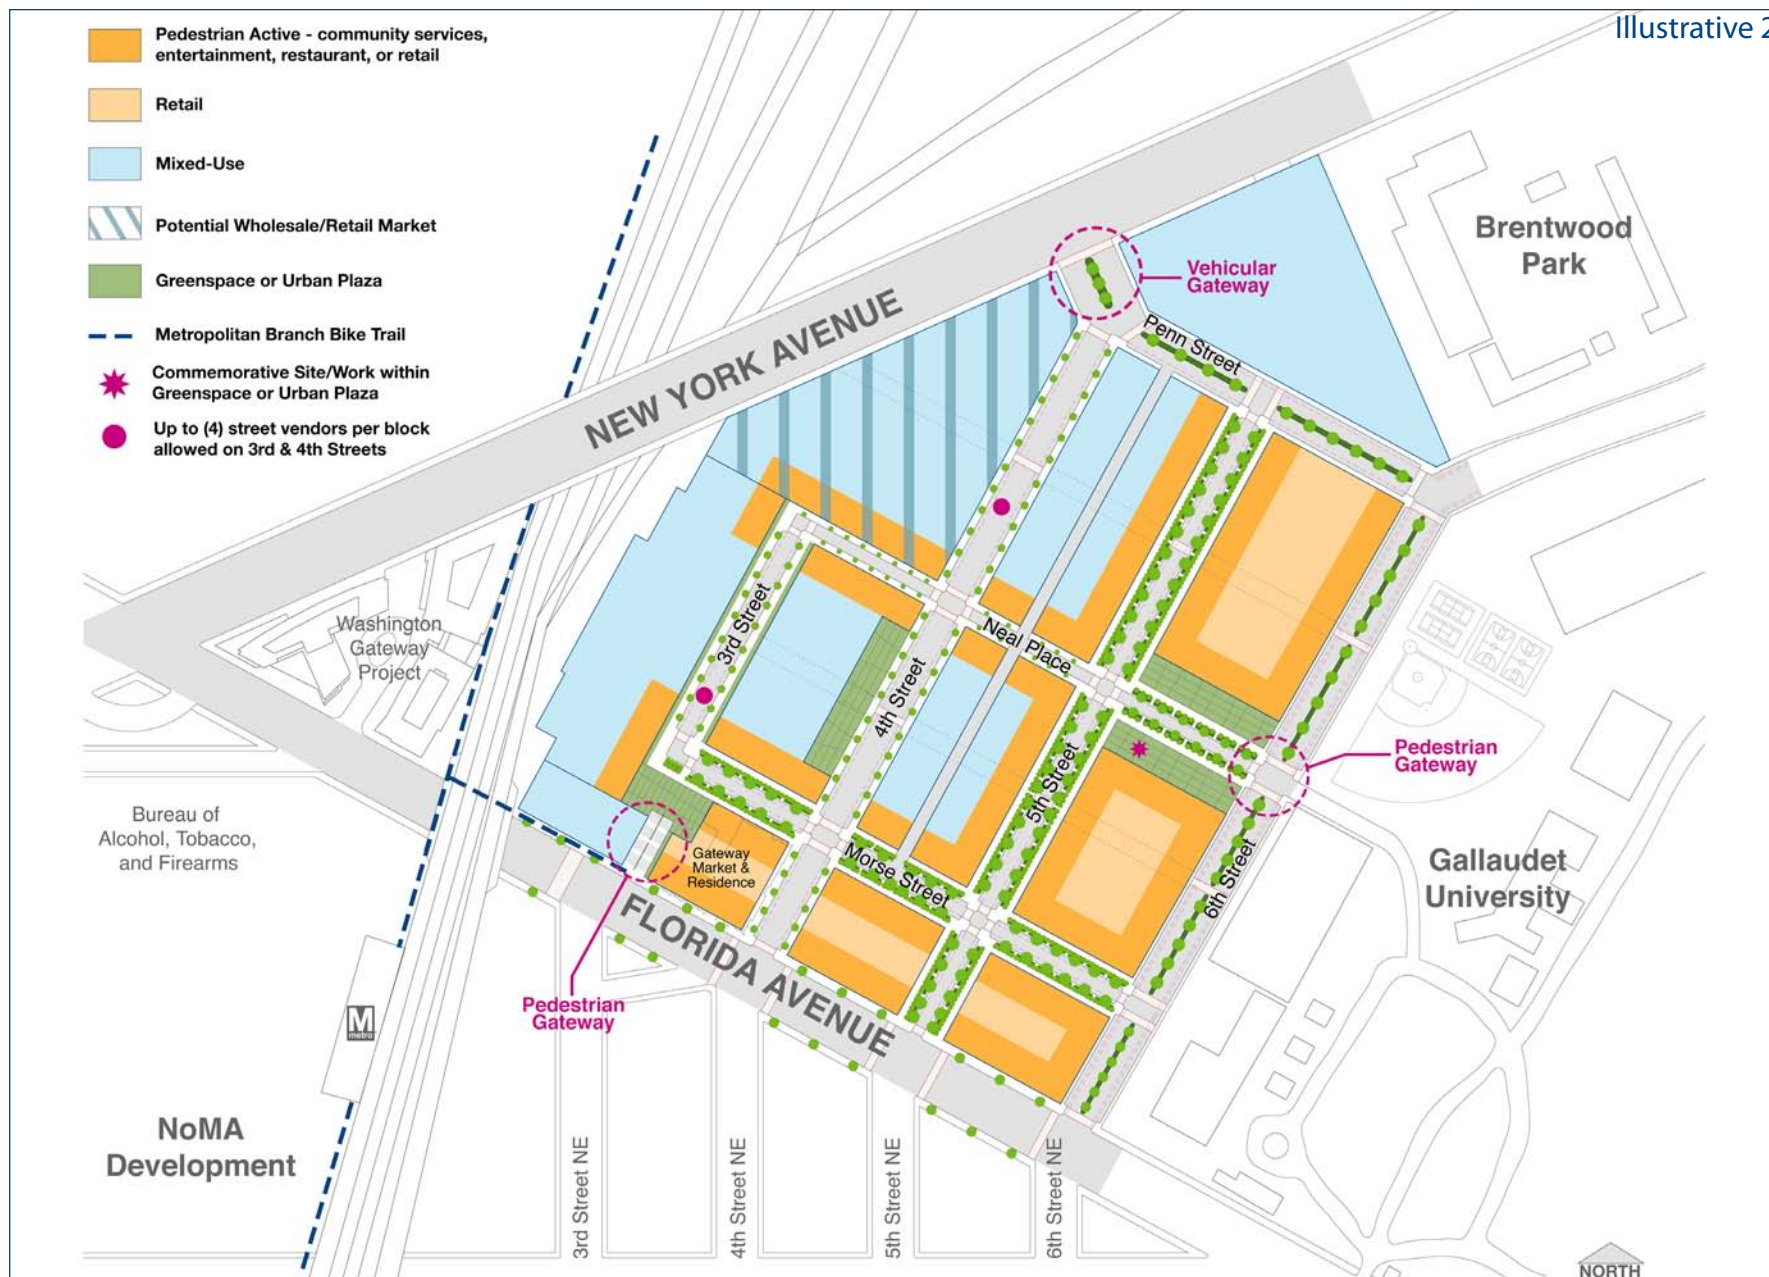 Illustrative 2
Pedestrian Active - community services,
entertainment, restaurant, or retail
Retail
Mixed-Use
Potential Wholesale/Retail Market
Greenspace or Urban Plaza
Metropolitan Branch Bike Trail
Commemorative Site/Work within
Greenspace or Urban Plaza
Up to (4) street vendors per block
allowed on 3rd & 4th Streets
Brentwood
Park
Vehicular
Gateway
Penn Street
NEW YORK AVENUE
Washington
Gateway
Project
3rd Street
Neal Place
4th Street
5th Street
Pedestrian
Gateway
Bureau of
Alcohol, Tobacco,
and Firearms
Gateway
Market &
Residence
Morse Street
6th Street
Gallaudet
University
FLORIDA AVENUE
Pedestrian
Gateway
M
metro
NoMA
Development
3rd Street NE
4th Street NE
5th Street NE
6th Street NE
NORTH